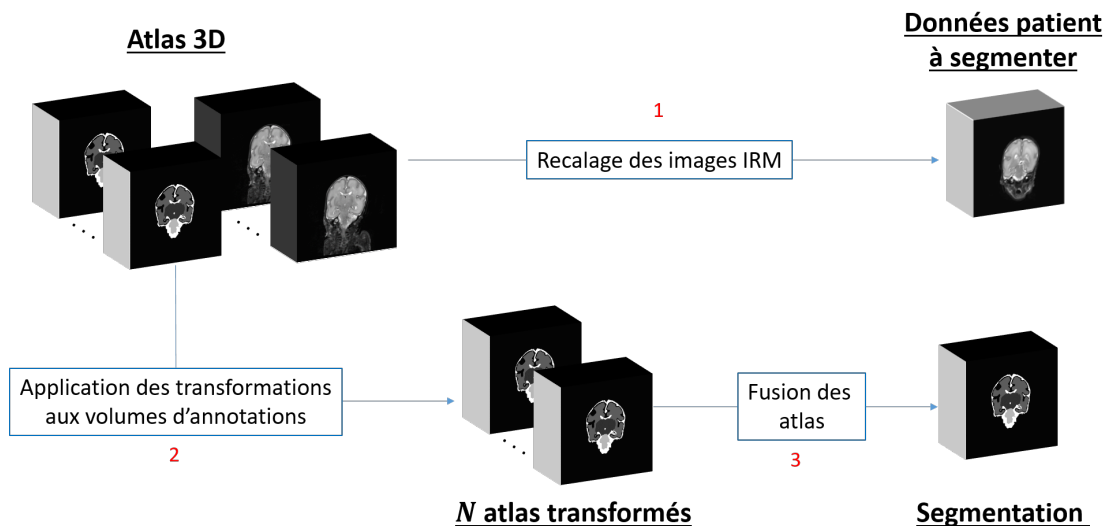 Atlas 3D
Données patient
à segmenter
1
Recalage des images IRM
Application des transformations
aux volumes d’annotations
2
Fusion des
atlas
3
N atlas transformés
Segmentation